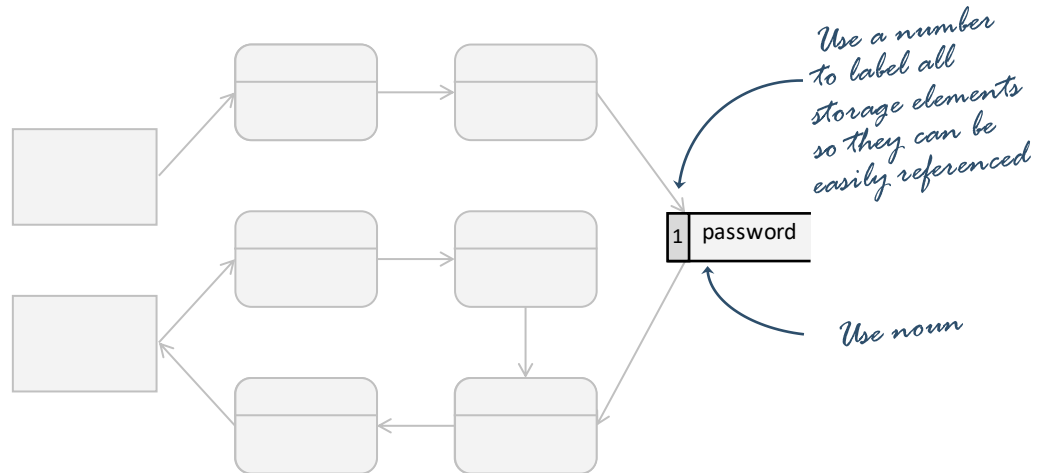 Use a number
to label all
storage elements
so they can be
easily referenced
1 password
Use noun